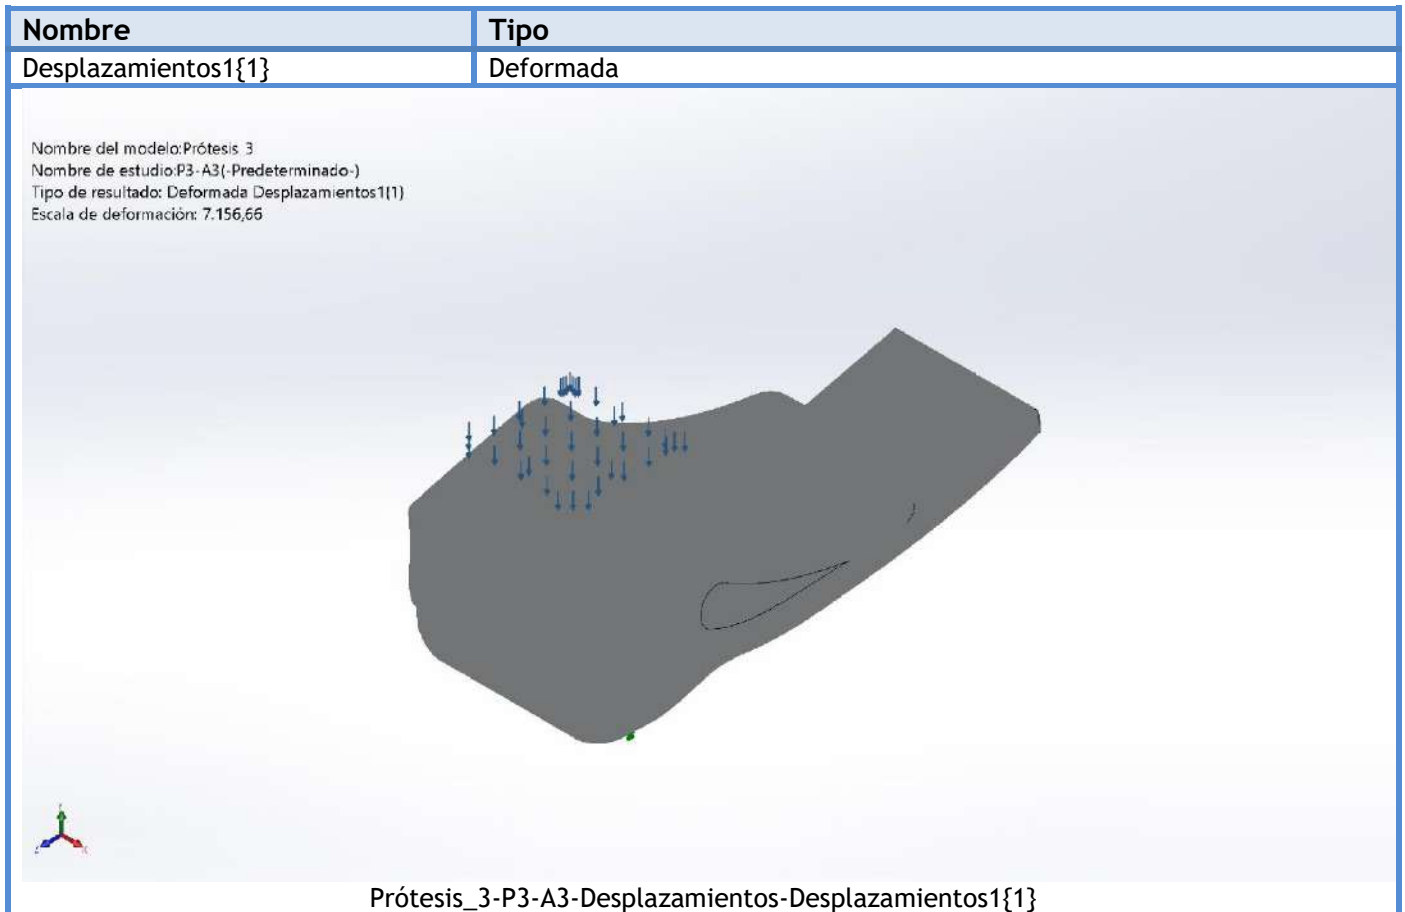 Nombre Tipo
Desplazamientos1{1} Deformada
Nombre del modelo:Prótesis 3
Nombre de estudio:P3-A3(-Predeterminado-)
Tipo de resultado: Deformada Desplazamientos1{1}
Escala de deformación: 7.156,66
Prótesis_3-P3-A3-Desplazamientos-Desplazamientos1{1}